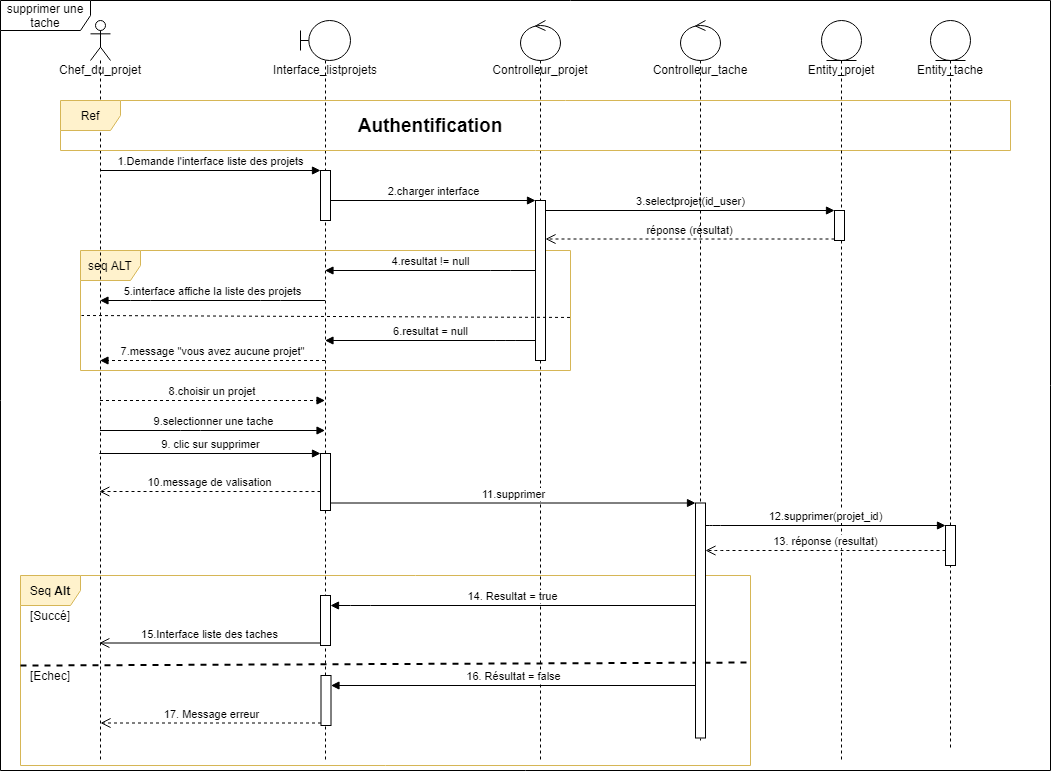 supprimer une
tache
Chef_du_projet
Interface_listprojets
Controlleur_projet
Controlleur_tache
Entity_projet
Entity_tache
Ref
Authentification
1.Demande l'interface liste des projets
2.charger interface
3.selectprojet(id_user)
réponse (resultat)
seq ALT
4.resultat != null
5.interface affiche la liste des projets
6.resultat = null
7.message "vous avez aucune projet"
8.choisir un projet
9.selectionner une tache
9. clic sur supprimer
10.message de valisation
11.supprimer
12.supprimer(projet_id)
13. réponse (resultat)
Seq Alt
14. Resultat = true
[Succé]
15.Interface liste des taches
[Echec]
16. Résultat = false
17. Message erreur